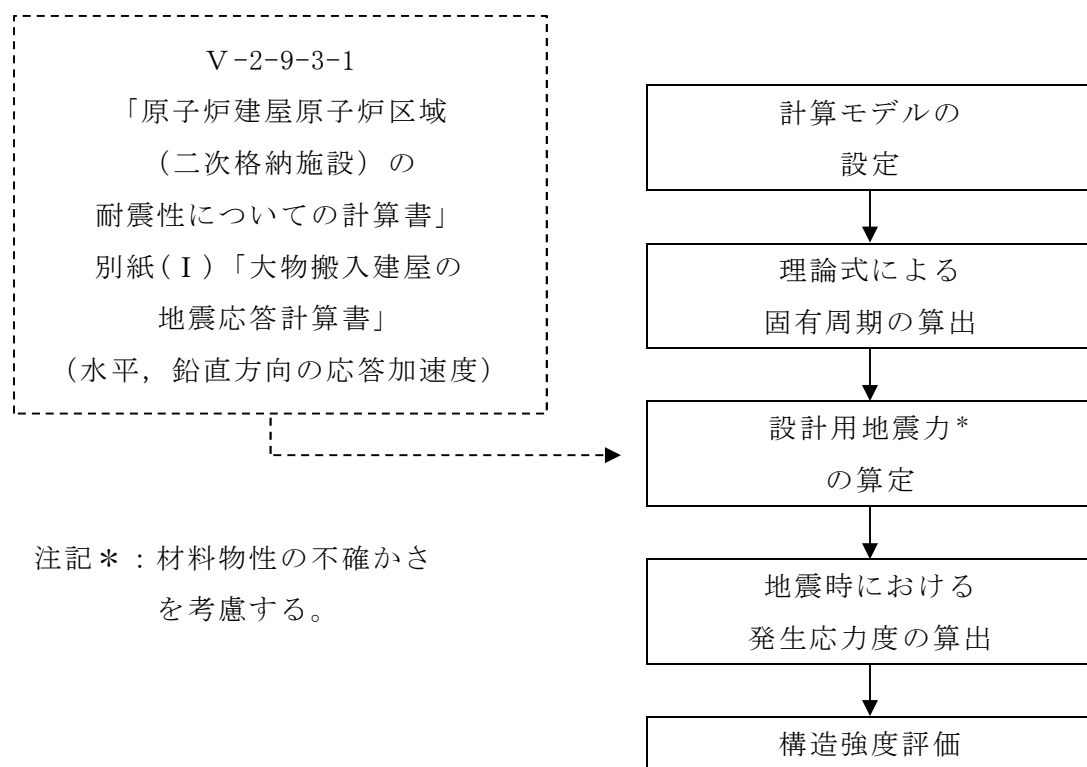 Ⅴ-2-9-3-1
「原子炉建屋原子炉区域
（二次格納施設）の
耐震性についての計算書」
別紙(Ⅰ)「大物搬入建屋の
地震応答計算書」
（水平，鉛直方向の応答加速度）
計算モデルの
設定
理論式による
固有周期の算出
設計用地震力*
の算定
地震時における
発生応力度の算出
構造強度評価
注記＊：材料物性の不確かさ
を考慮する。